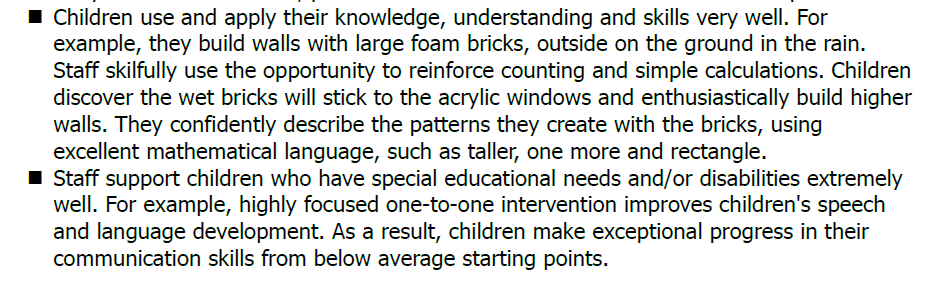 ■ Children use and apply their knowledge, understanding and skills very well. For
example, they build walls with large foam bricks, outside on the ground in the rain.
Staff skilfully use the opportunity to reinforce counting and simple calculations. Children
discover the wet bricks will stick to the acrylic windows and enthusiastically build higher
walls. They confidently describe the patterns they create with the bricks, using
excellent mathematical language, such as taller, one more and rectangle.
■ Staff support children who have special educational needs and/or disabilities extremely
well. For example, highly focused one-to-one intervention improves children's speech
and language development. As a result, children make exceptional progress in their
communication skills from below average starting points.